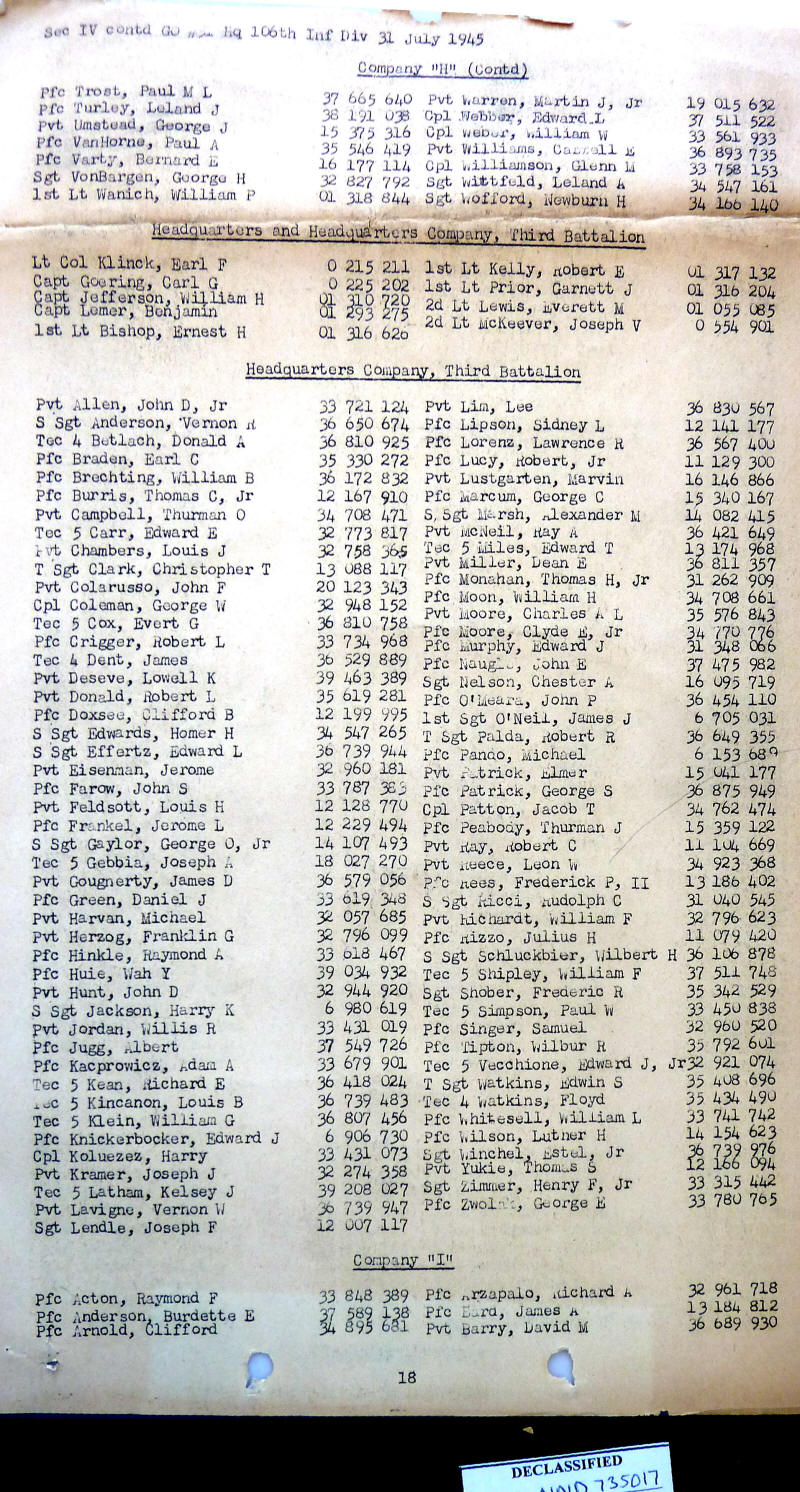 Sec IV contd GO Hq 106th Inf Div 31 July 1945
Company "H" (Contd)
Pfc Trost, Paul M L 37 665 640 Pvt Warren, Martin J, Jr 19 015 632
Pfc Turley, Leland J 38 191 038 Cpl Webber, Edward L 37 511 522
Pvt Umstead, George J 15 375 316 Cpl Weber, William W 33 561 933
Pfc VanHorne, Paul A 35 546 419 Pvt Williams, E 36 893 735
Pfc Varty, Bernard E 16 177 114 Cpl Williamson, Glenn M 33 758 153
Sgt VonBargen, George H 32 827 792 Sgt Wittfeld, Leland A 34 547 161
1st Lt Wanich, William P 01 318 844 Sgt Wofford, Newburn H 34 166 140
Headquarters and Headquarters Company, Third Battalion
Lt Col Klinck, Earl F 0 215 211 1st Lt Kelly, Robert E 01 317 132
Capt Goering, Carl G 0 225 202 1st Lt Prior, Garnett J 01 316 204
Capt Jefferson, William H 01 310 720 2d Lt Lewis, Everett M 01 055 085
Capt Lemer, Benjamin 01 293 275 2d Lt McKeever, Joseph V 0 554 901
1st Lt Bishop, Ernest H 01 316 626
Headquarters Company, Third Battalion
Pvt Allen, John D, Jr 33 721 124 Pvt Lim, Lee 36 830 567
S Sgt Anderson, Vernon R 36 650 674 Pfc Lipson, Sidney L 12 141 177
Tec 4 Betlach, Donald A 36 810 925 Pfc Lorenz, Lawrence R 36 567 400
Pfc Braden, Earl C 35 330 272 Pfc Lucy, Robert, Jr 11 129 300
Pfc Brechting, William B 36 172 832 Pvt Lustgarten, Marvin 16 146 866
Pfc Burris, Thomas C, Jr 12 167 910 Pfc Marcum, George C 15 340 167
Pvt Campbell, Thurman O 34 708 471 S Sgt Marsh, Alexander M 14 082 415
Tec 5 Carr, Edward E 32 773 817 Pvt McNeil, Ray A 36 421 649
Pvt Chambers, Louis J 32 758 365 Tec 5 Miles, Edward T 13 174 968
T Sgt Clark, Christopher T 13 088 117 Pvt Miller, Dean E 36 811 357
Pvt Colarusso, John F 20 123 343 Pfc Monahan, Thomas H, Jr 31 262 909
Cpl Coleman, George W 32 948 152 Pfc Moon, William H 34 708 661
Tec 5 Cox, Evert G 36 810 758 Pvt Moore, Charles A L 35 576 843
Pfc Crigger, Robert L 33 734 968 Pfc Moore, Clyde E, Jr 34 770 776
Tec 4 Dent, James 36 529 889 Pfc Murphy, Edward J 31 348 066
Pvt Deseve, Lowell K 39 463 389 Pfc Naugle, John E 37 475 982
Pvt Donald, Robert L 35 619 281 Sgt Nelson, Chester A 16 095 719
Pfc Doxsee, Clifford B 12 199 995 Pfc O'Meara, John P 36 454 110
S Sgt Edwards, Homer H 34 547 265 1st Sgt O'Neil, James J 6 705 031
S Sgt Effertz, Edward L 36 739 944 T Sgt Palda, Robert R 36 649 355
Pvt Eisenman, Jerome 32 960 181 Pfc Pando, Michael 6 153 689
Pfc Farow, John S 33 787 383 Pvt Patrick, Elmer 15 041 177
Pvt Feldsott, Louis H 12 128 770 Pfc Patrick, George S 36 875 949
Pfc Frankel, Jerome L 12 229 494 Cpl Patton, Jacob T 34 762 474
S Sgt Gaylor, George O, Jr 14 107 493 Pfc Peabody, Thurman J 15 359 122
Tec 5 Gebbia, Joseph A 18 027 270 Pvt Ray, Robert C 11 104 669
Pvt Gougnerty, James D 36 579 056 Pvt Reece, Leon W 34 923 368
Pfc Green, Daniel J 33 619 348 Pfc Rees, Frederick P, II 13 186 402
Pvt Harvan, Michael 32 057 685 S Sgt Ricci, Rudolph C 31 040 545
Pvt Herzog, Franklin G 32 796 099 Pvt Richardt, William F 32 796 623
Pfc Hinkle, Raymond A 33 618 467 Pfc Rizzo, Julius H 11 079 420
Pfc Huie, Wah Y 39 034 932 S Sgt Schluckbier, Wilbert H 36 106 878
Pvt Hunt, John D 32 944 920 Tec 5 Shipley, William F 37 511 748
S Sgt Jackson, Harry K 6 980 619 Sgt Shober, Frederic R 35 342 529
Pvt Jordan, Willis R 33 431 019 Tec 5 Simpson, Paul W 33 450 838
Pfc Jugg, Albert 37 549 726 Pfc Singer, Samuel 32 960 520
Pfc Kacprowicz, Adam A 33 679 901 Pfc Tipton, Wilbur R 35 792 601
Tec 5 Kean, Richard E 36 418 024 Tec 5 Vecchione, Edward J, Jr 32 921 074
Tec 5 Kincanon, Louis B 36 739 483 T Sgt Watkins, Edwin S 35 408 696
Tec 5 Klein, William G 36 807 456 Tec 4 Watkins, Floyd 35 434 490
Pfc Knickerbocker, Edward J 6 906 730 Pfc Whitesell, William L 33 741 742
Cpl Koluezez, Harry 33 431 073 Pfc Wilson, Luther H 14 154 623
Pvt Kramer, Joseph J 32 274 358 Sgt Winchel, Estel, Jr 36 739 976
Tec 5 Latham, Kelsey J 39 208 027 Pvt Yukie, Thomas S 12 166 094
Pvt Lavigne, Vernon W 36 739 947 Sgt Zimmer, Henry F, Jr 33 315 442
Sgt Lendle, Joseph F 12 007 117 Pfc George E 33 780 765
Company "I"
Pfc Acton, Raymond F 33 848 389 Pfc Arzapalo, Richard A 32 961 718
Pfc Anderson, Burdette E 37 589 138 Pfc James A 13 184 812
Pfc Arnold, Clifford 34 895 681 Pvt Barry, David M 36 689 930
18
DECLASSIFIED
NND 735017